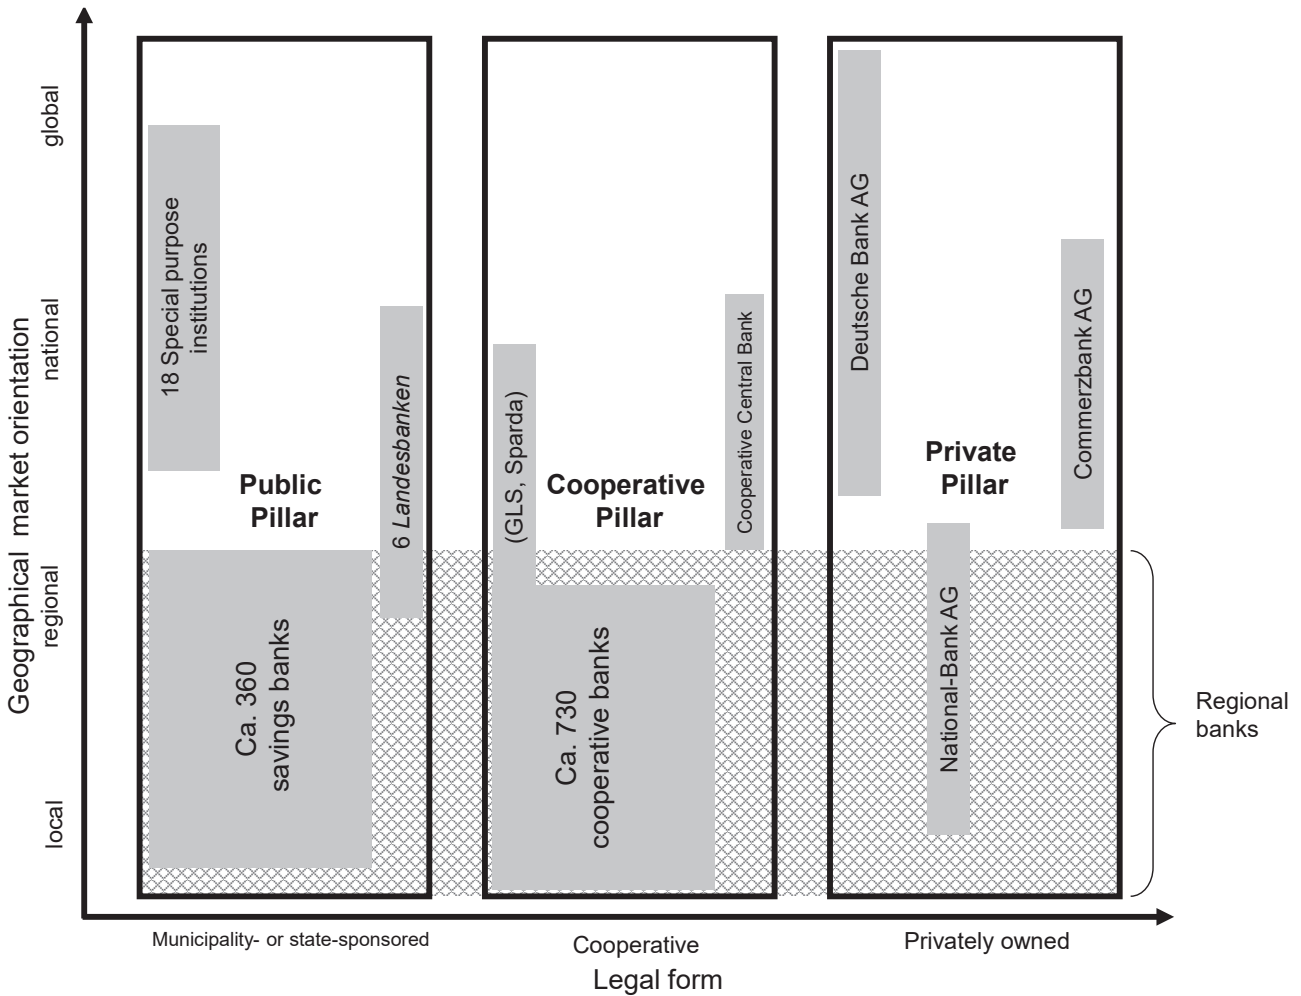 Geographical market orientation
global
national
regional
local
18 Special purpose
institutions
6 Landesbanken
Public
Pillar
Ca. 360
savings banks
(GLS, Sparda)
Cooperative Central Bank
Cooperative
Pillar
Ca. 730
cooperative banks
Deutsche Bank AG
Commerzbank AG
Private
Pillar
National-Bank AG
Regional
banks
Municipality- or state-sponsored
Cooperative
Privately owned
Legal form